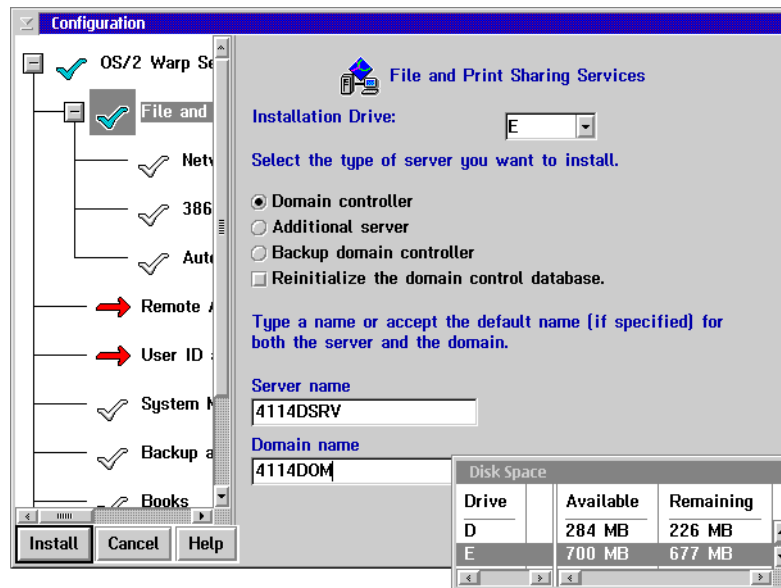 Configuration
OS/2 Warp Se
File and
Netw
386
Auto
Remote A
User ID
System M
Backup a
Books
Install Cancel Help
File and Print Sharing Services
Installation Drive: E
Select the type of server you want to install.
Domain controller
Additional server
Backup domain controller
Reinitialize the domain control database.
Type a name or accept the default name (if specified) for
both the server and the domain.
Server name
4114DSRV
Domain name
4114DOM
Disk Space
Drive Available Remaining
D 284 MB 226 MB
E 700 MB 677 MB